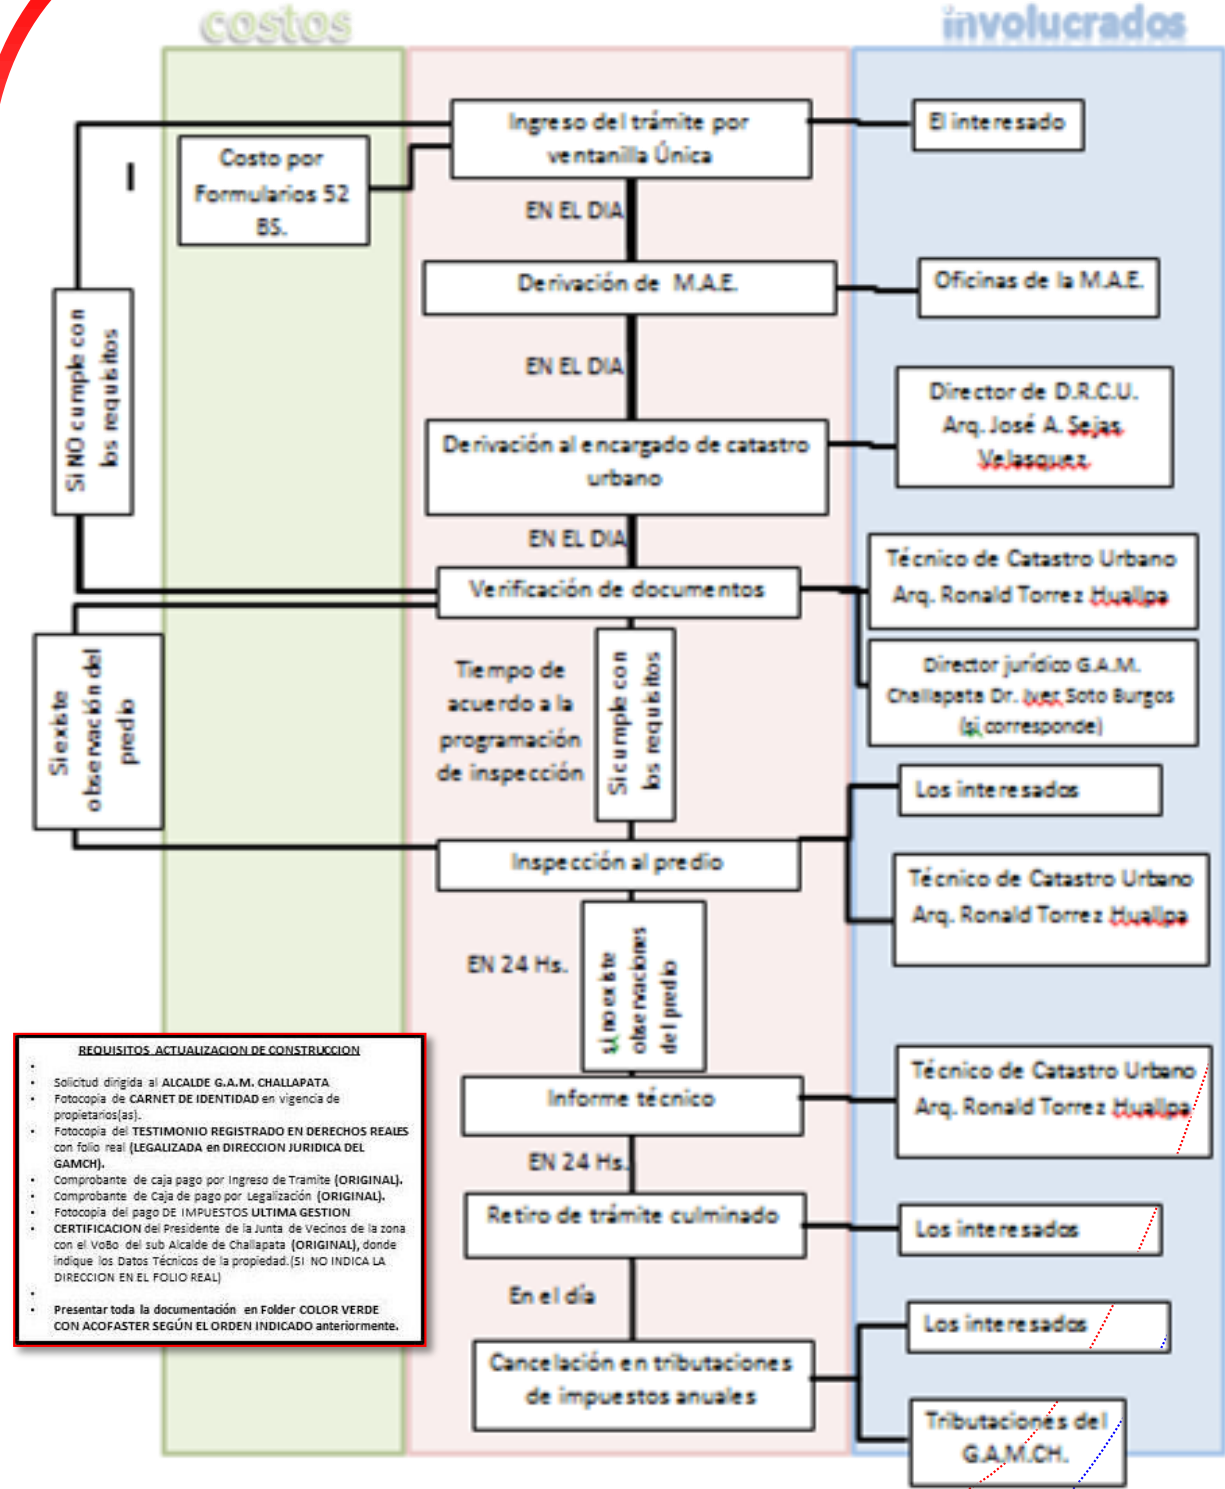 costos
involucrados
Ingreso del trámite por
ventanilla Única
El interesado
Costo por
Formularios 52
BS.
EN EL DIA
Derivación de M.A.E.
Oficinas de la M.A.E.
Si NO cumple con
los requisitos
EN EL DIA
Director de D.R.C.U.
Arq. José A. Sejas
Velasquez
Derivación al encargado de catastro
urbano
EN EL DIA
Verificación de documentos
Técnico de Catastro Urbano
Arq. Ronald Torrez Huallpa
Director jurídico G.A.M.
Challapata Dr. Iver Soto Burgos
(si corresponde)
Si existe
observación del
predio
Tiempo de
acuerdo a la
programación
de inspección
Si cumple con
los requisitos
Los interesados
Inspección al predio
Técnico de Catastro Urbano
Arq. Ronald Torrez Huallpa
EN 24 Hs.
si no existe
observaciones
del predio
REQUISITOS ACTUALIZACION DE CONSTRUCCION
•
• Solicitud dirigida al ALCALDE G.A.M. CHALLAPATA
• Fotocopia de CARNET DE IDENTIDAD en vigencia de
propietarios(as).
• Fotocopia del TESTIMONIO REGISTRADO EN DERECHOS REALES
con folio real (LEGALIZADA en DIRECCION JURIDICA DEL
GAMCH).
• Comprobante de caja pago por Ingreso de Tramite (ORIGINAL).
• Comprobante de Caja de pago por Legalización (ORIGINAL).
• Fotocopia del pago DE IMPUESTOS ULTIMA GESTION
• CERTIFICACION del Presidente de la Junta de Vecinos de la zona
con el VoBo del sub Alcalde de Challapata (ORIGINAL), donde
indique los Datos Técnicos de la propiedad.(SI NO INDICA LA
DIRECCION EN EL FOLIO REAL)
•
• Presentar toda la documentación en Folder COLOR VERDE
CON ACOFASTER SEGÚN EL ORDEN INDICADO anteriormente.
Informe técnico
Técnico de Catastro Urbano
Arq. Ronald Torrez Huallpa
EN 24 Hs.
Retiro de trámite culminado
Los interesados
En el día
Los interesados
Cancelación en tributaciones
de impuestos anuales
Tributaciones del
G.A.M.CH.